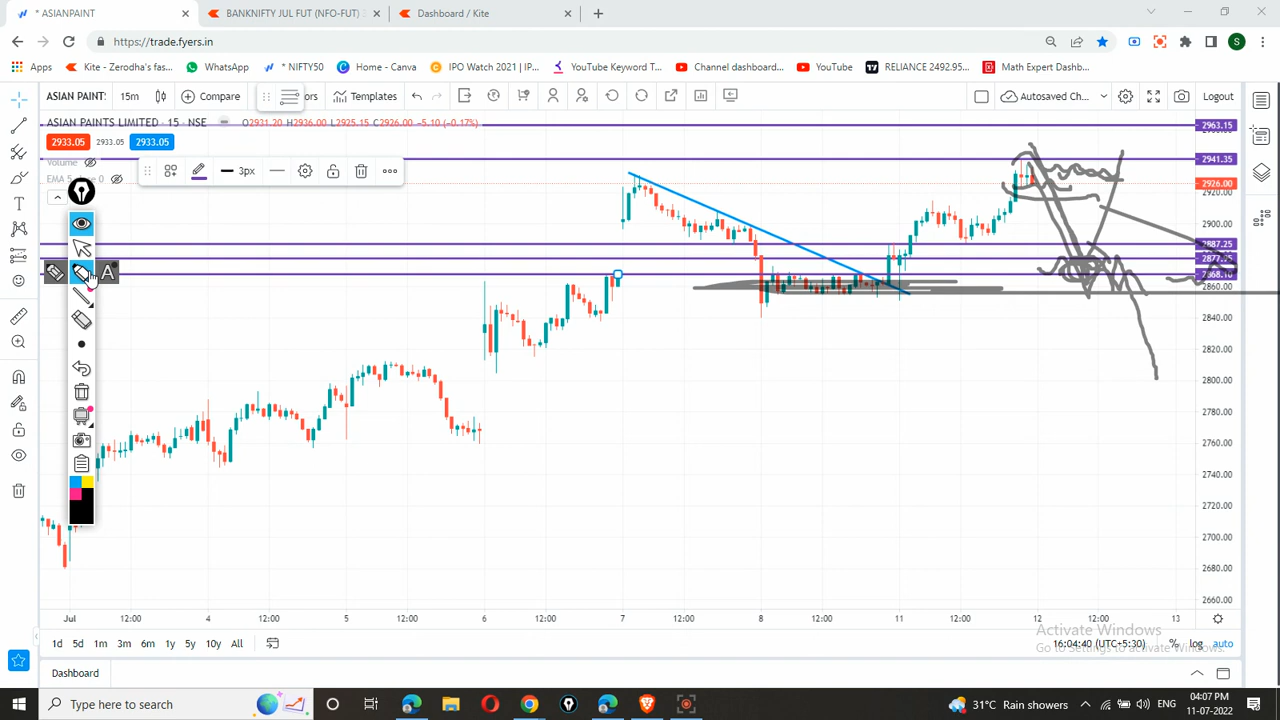 * ASIANPAINT
BANKNIFTY JUL FUT (NFO-FUT)
Dashboard / Kite
https://trade.fyers.in
S
Apps
Kite - Zerodha's fas...
WhatsApp
* NIFTY50
Home - Canva
IPO Watch 2021 | IP...
YouTube Keyword T...
Channel dashboard...
YouTube
RELIANCE 2492.95...
Math Expert Dashb...
ASIAN PAINT
15m
Compare
ors
Templates
Autosaved Ch...
Logout
ASIAN PAINTS LIMITED · 15 · NSE
O2931.20 H2936.00 L2925.15 C2926.00 -5.10 (-0.17%)
2933.05
2933.05
2933.05
Volume
EMA 5 close 0
3px
A
2963.15
2941.35
2926.00
2920.00
2900.00
2887.25
2877.25
2868.10
2860.00
2840.00
2820.00
2800.00
2780.00
2760.00
2740.00
2720.00
2700.00
2680.00
2660.00
Jul
12:00
4
12:00
5
12:00
6
12:00
7
12:00
8
12:00
11
12:00
12
12:00
13
1d
5d
1m
3m
6m
1y
5y
10y
All
16:04:40 (UTC+5:30)
%
log
auto
Activate Windows
Go to Settings to activate Windows.
Dashboard
Type here to search
31°C Rain showers
ENG
04:07 PM
11-07-2022